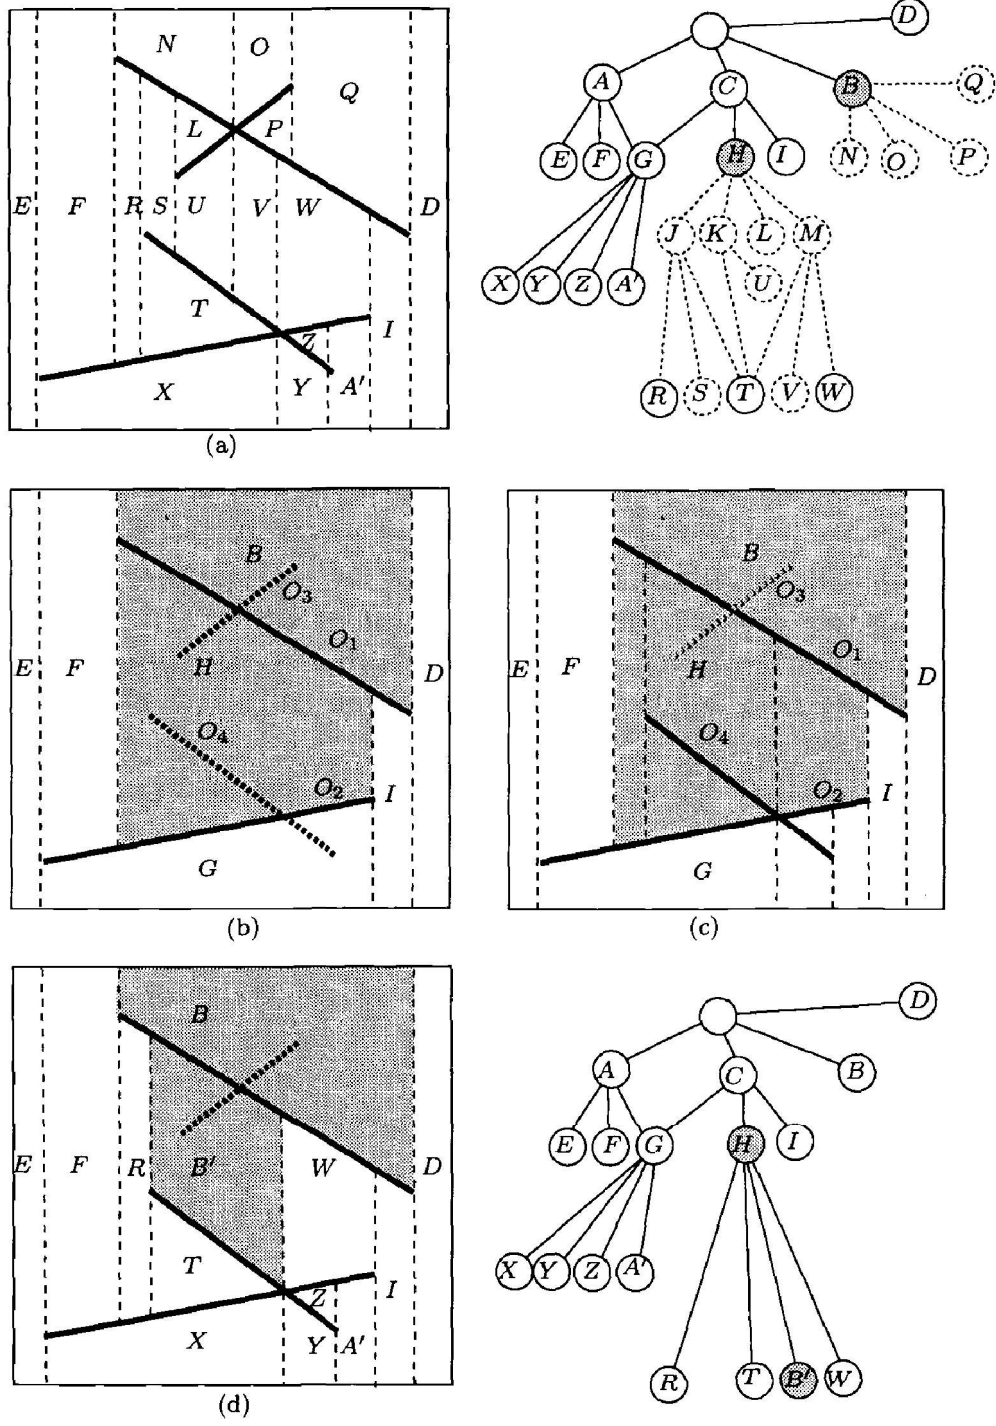 N O
Q
L P
E F R S U V W D
T
I
Z
X Y A′
(a)
D
A C B Q
E F G H I N O P
J K L M
X Y Z A′ U
R S T V W
B
O₃
O₁
E F H D
O₄
O₂ I
G
(b)
B
O₃
O₁
E F H D
O₄
O₂ I
G
(c)
B
E F R B′ W D
T
I
Z
X Y A′
(d)
D
A C B
E F G H I
X Y Z A′
R T B′ W